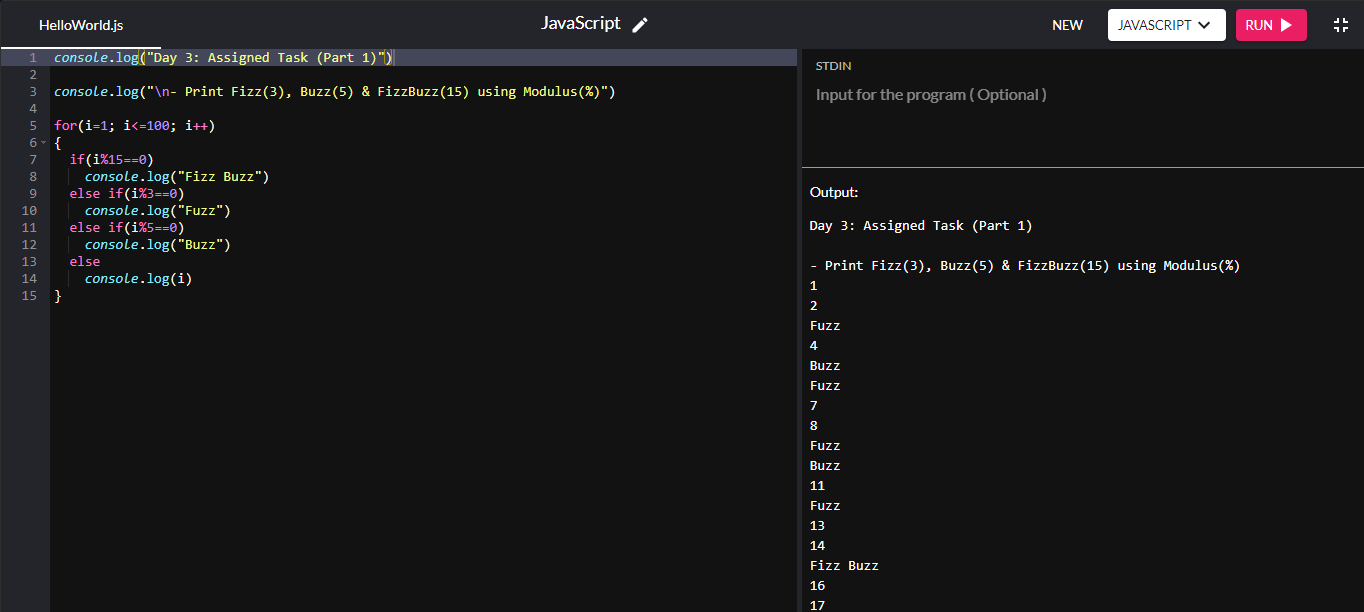 HelloWorld.js
JavaScript
NEW
JAVASCRIPT
RUN
1 console.log("Day 3: Assigned Task (Part 1)")
2
3 console.log("\n- Print Fizz(3), Buzz(5) & FizzBuzz(15) using Modulus(%)")
4
5 for(i=1; i<=100; i++)
6 {
7   if(i%15==0)
8     console.log("Fizz Buzz")
9   else if(i%3==0)
10     console.log("Fuzz")
11   else if(i%5==0)
12     console.log("Buzz")
13   else
14     console.log(i)
15 }
STDIN
Input for the program ( Optional )
Output:
Day 3: Assigned Task (Part 1)
- Print Fizz(3), Buzz(5) & FizzBuzz(15) using Modulus(%)
1
2
Fuzz
4
Buzz
Fuzz
7
8
Fuzz
Buzz
11
Fuzz
13
14
Fizz Buzz
16
17